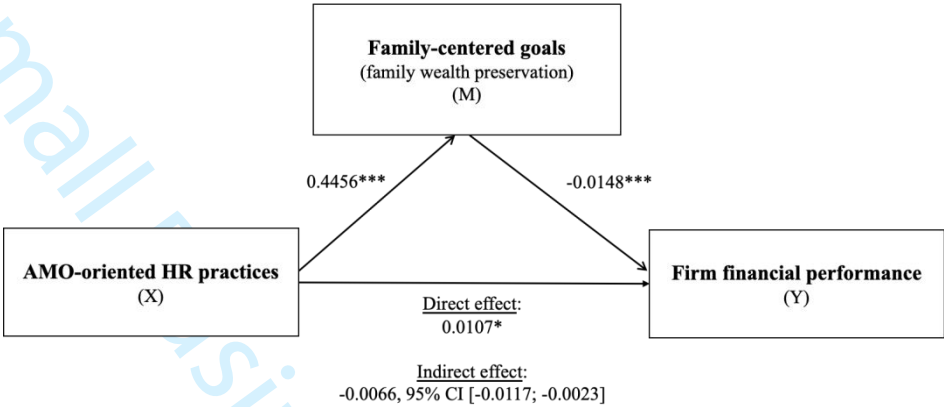 Family-centered goals
(family wealth preservation)
(M)
0.4456***
-0.0148***
AMO-oriented HR practices
(X)
Firm financial performance
(Y)
Direct effect:
0.0107*
Indirect effect:
-0.0066, 95% CI [-0.0117; -0.0023]